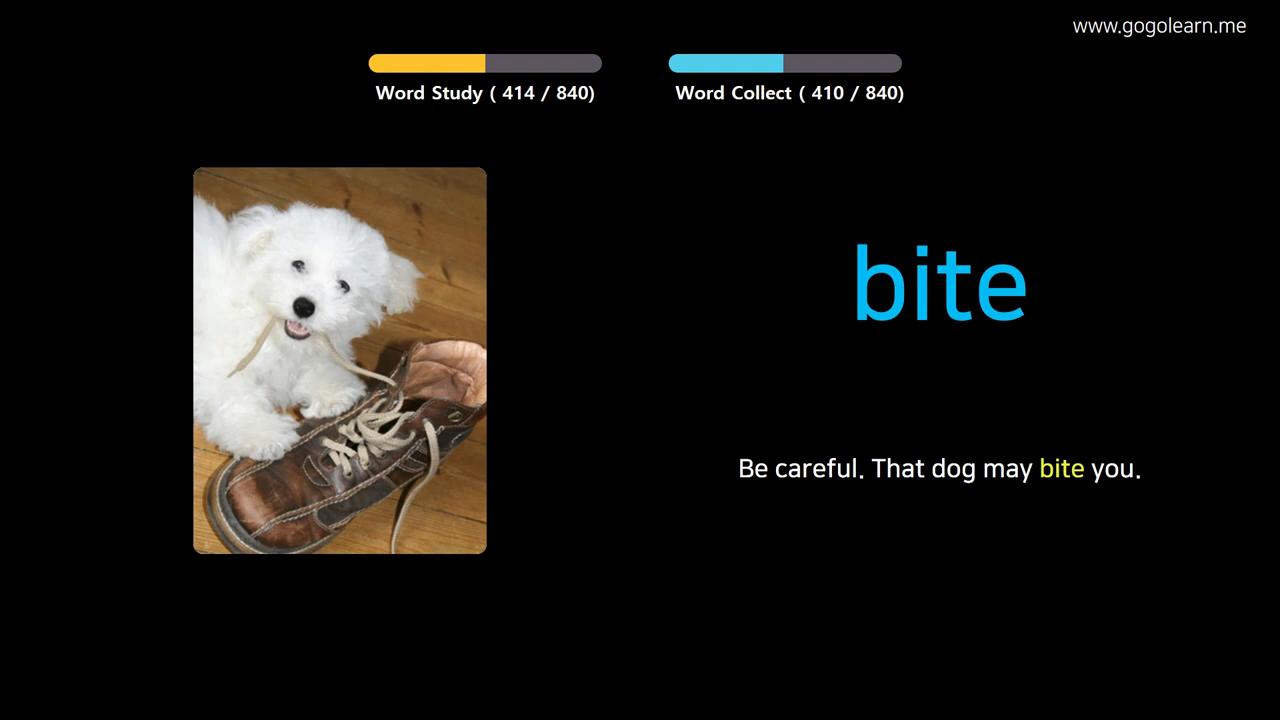 www.gogolearn.me
Word Study ( 414 / 840)
Word Collect ( 410 / 840)
bite
Be careful. That dog may bite you.